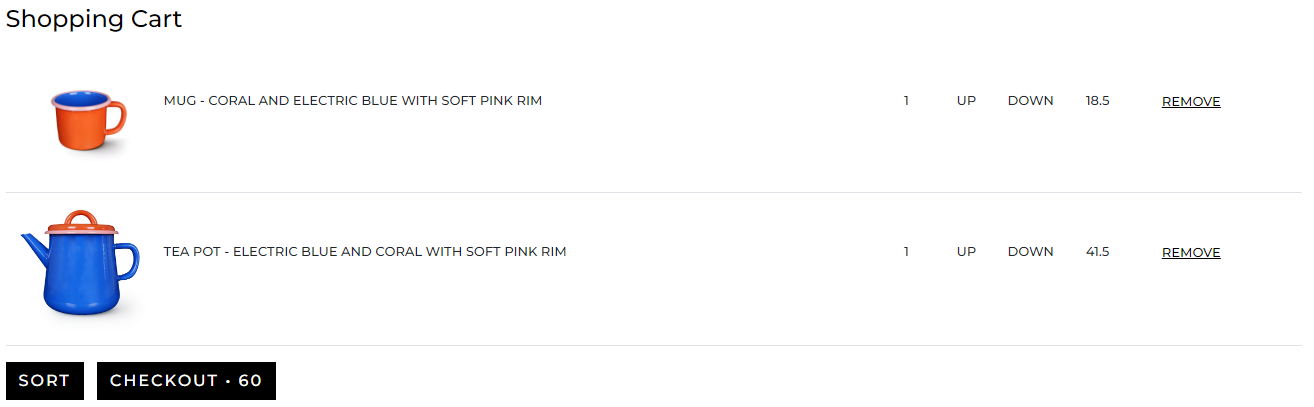 Shopping Cart
MUG - CORAL AND ELECTRIC BLUE WITH SOFT PINK RIM 1 UP DOWN 18.5 REMOVE
TEA POT - ELECTRIC BLUE AND CORAL WITH SOFT PINK RIM 1 UP DOWN 41.5 REMOVE
SORT CHECKOUT • 60